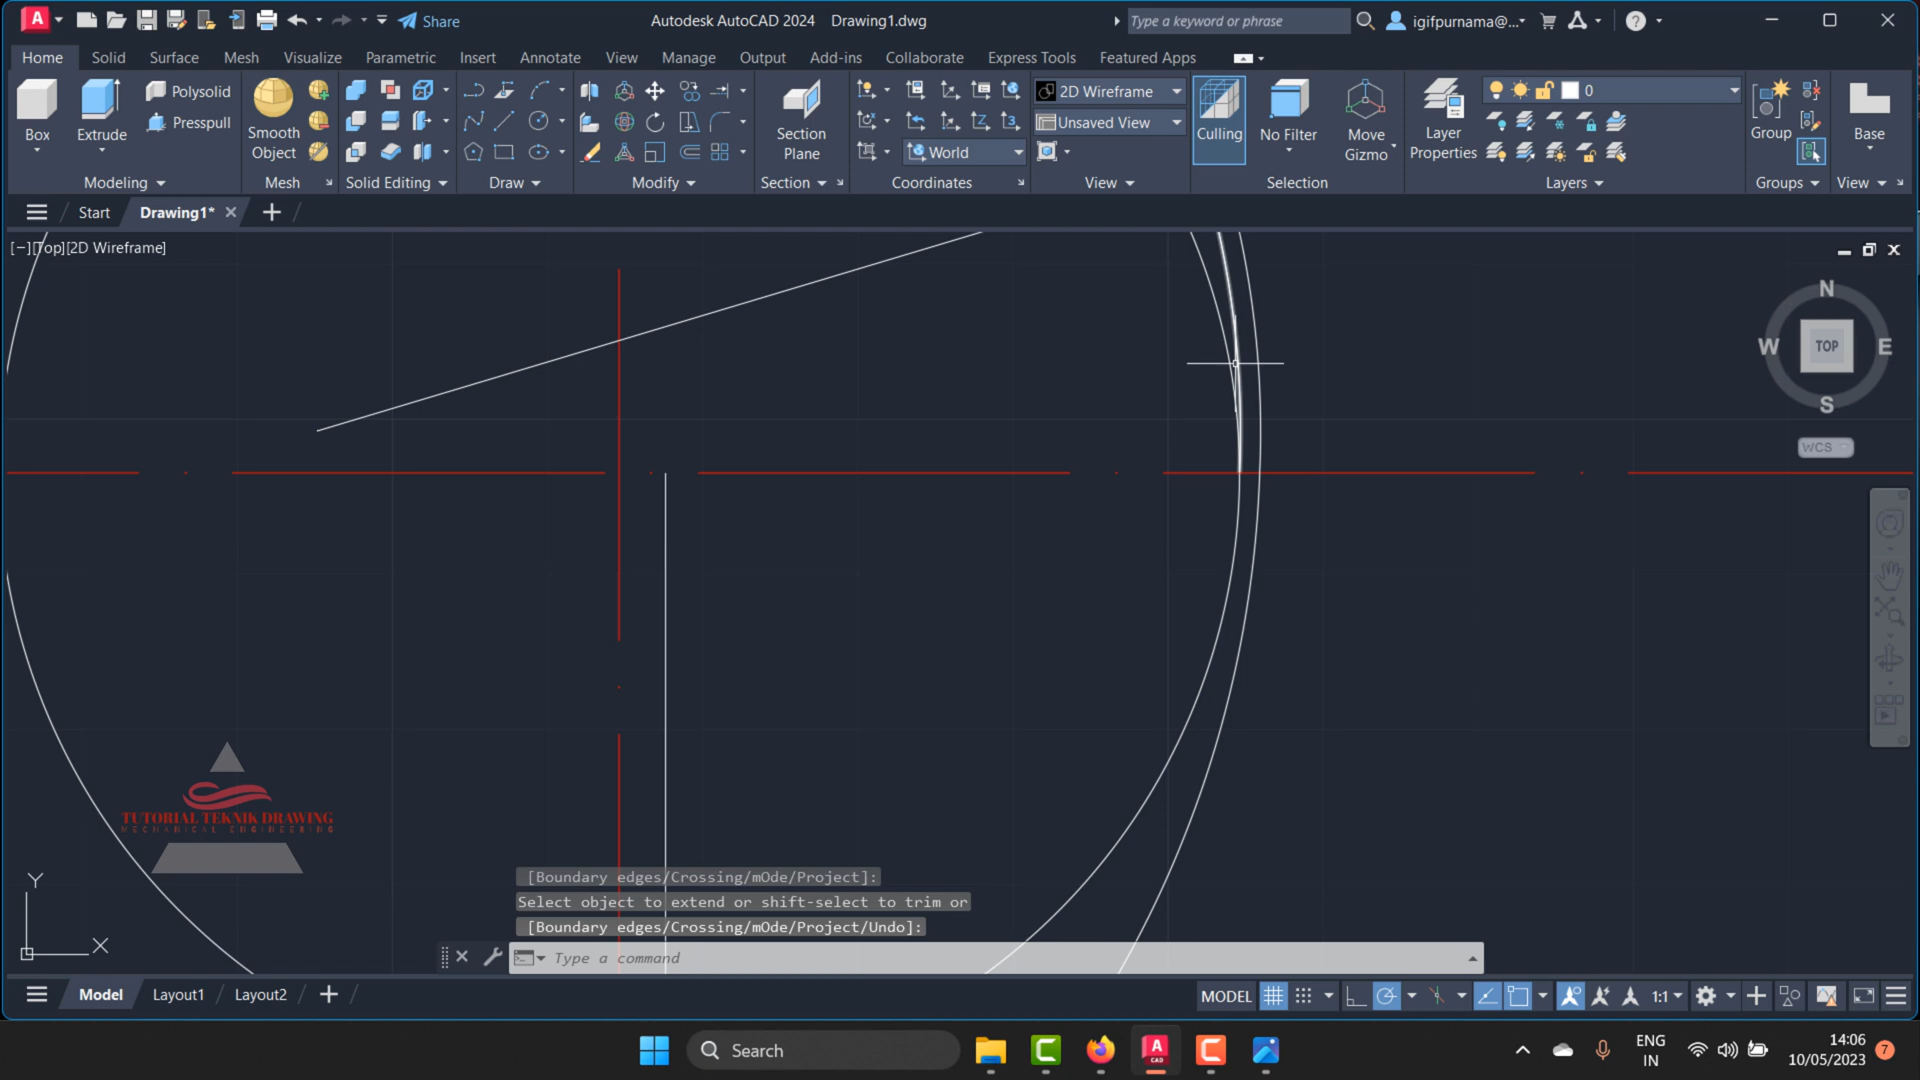 Share
Autodesk AutoCAD 2024 Drawing1.dwg
Type a keyword or phrase
igifpurnama@...
Home Solid Surface Mesh Visualize Parametric Insert Annotate View Manage Output Add-ins Collaborate Express Tools Featured Apps
Box
Extrude
Polysolid
Presspull
Smooth
Object
Section
Plane
World
2D Wireframe
Unsaved View
Culling
No Filter
Move
Gizmo
Layer
Properties
0
Group
Base
Modeling Mesh Solid Editing Draw Modify Section Coordinates View Selection Layers Groups View
Start Drawing1*
[−][Top][2D Wireframe]
N
W TOP E
S
WCS
TUTORIAL TEKNIK DRAWING
MECHANICAL ENGINEERING
Y
X
[Boundary edges/Crossing/mOde/Project]:
Select object to extend or shift-select to trim or
[Boundary edges/Crossing/mOde/Project/Undo]:
Type a command
Model Layout1 Layout2
MODEL 1:1
Search
CAD
ENG
IN
14:06
10/05/2023
7